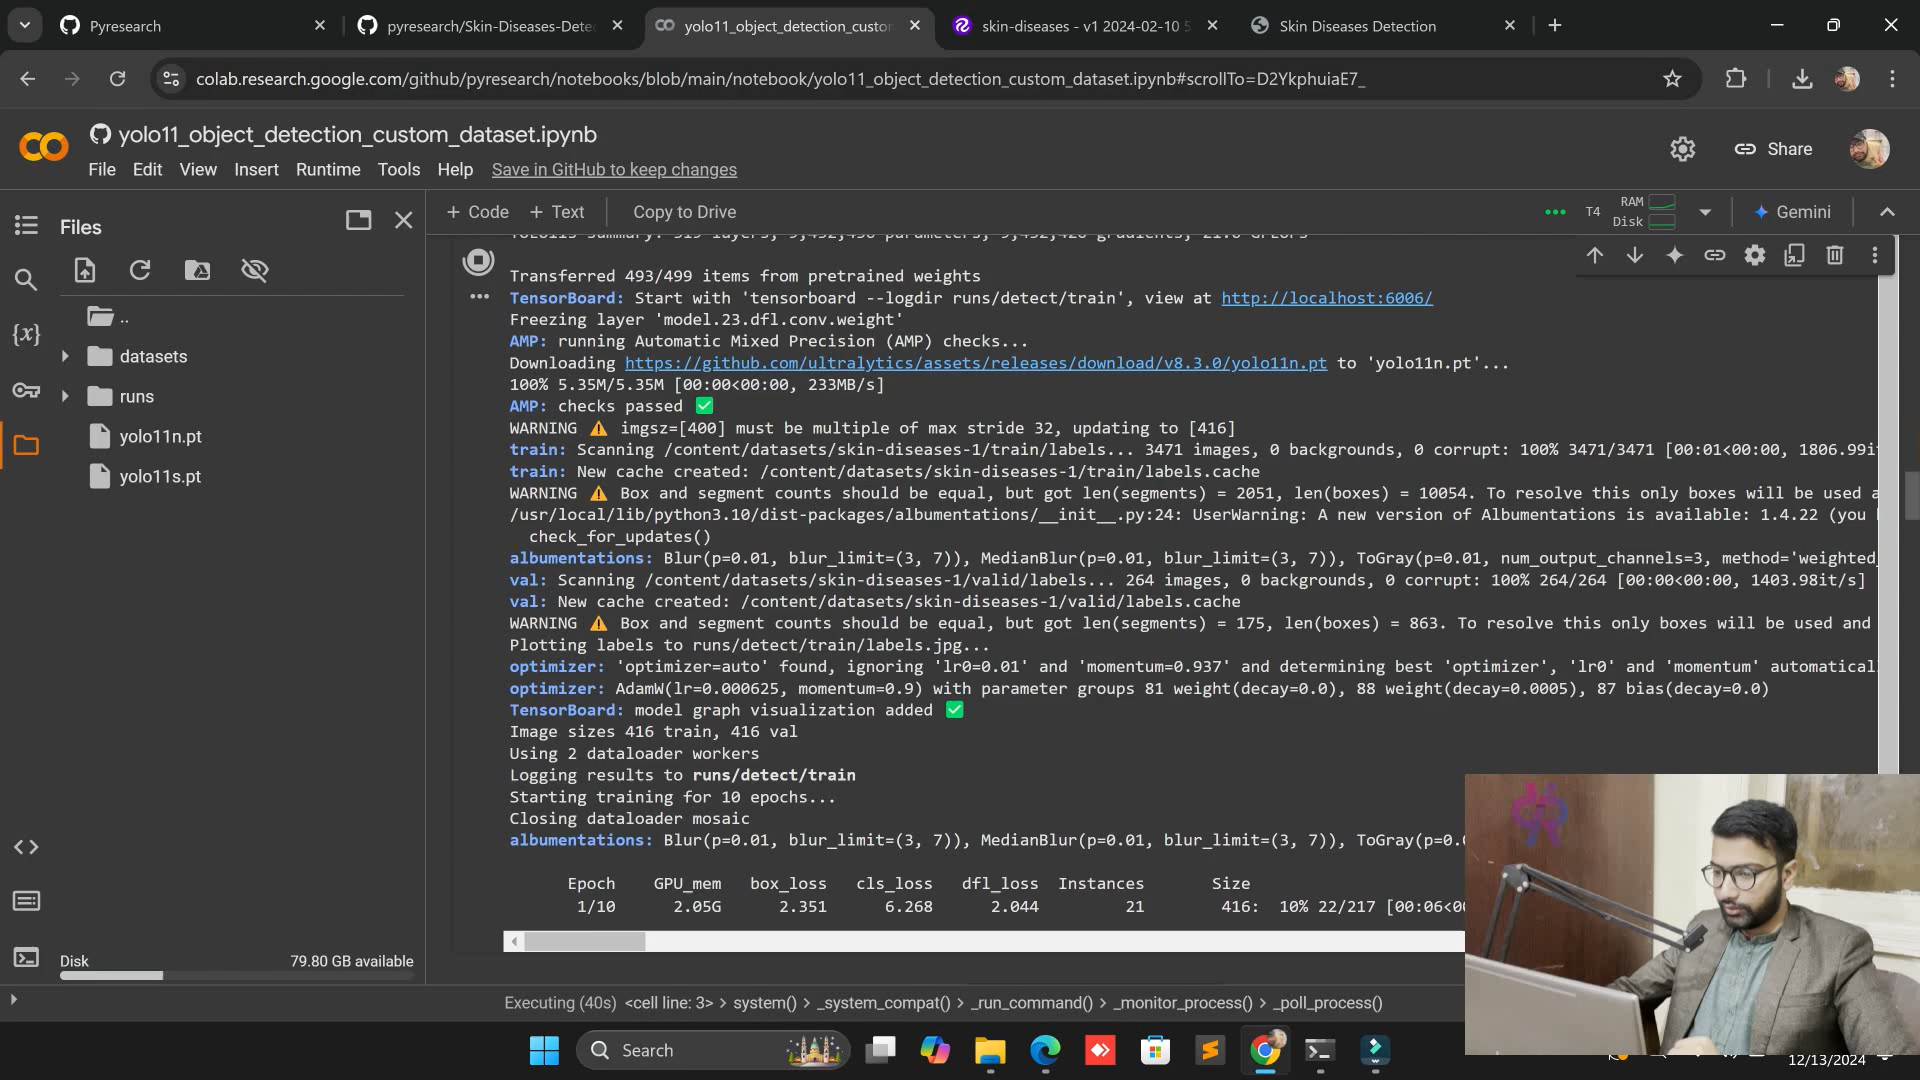 Pyresearch
pyresearch/Skin-Diseases-Dete
yolo11_object_detection_custo
skin-diseases - v1 2024-02-10 5
Skin Diseases Detection
colab.research.google.com/github/pyresearch/notebooks/blob/main/notebook/yolo11_object_detection_custom_dataset.ipynb#scrollTo=D2YkphuiaE7_
yolo11_object_detection_custom_dataset.ipynb
File Edit View Insert Runtime Tools Help Save in GitHub to keep changes
Share
Files
+ Code + Text Copy to Drive
T4 RAM Disk Gemini
..
datasets
runs
yolo11n.pt
yolo11s.pt
Transferred 493/499 items from pretrained weights
TensorBoard: Start with 'tensorboard --logdir runs/detect/train', view at http://localhost:6006/
Freezing layer 'model.23.dfl.conv.weight'
AMP: running Automatic Mixed Precision (AMP) checks...
Downloading https://github.com/ultralytics/assets/releases/download/v8.3.0/yolo11n.pt to 'yolo11n.pt'...
100% 5.35M/5.35M [00:00<00:00, 233MB/s]
AMP: checks passed ✅
WARNING ⚠️ imgsz=[400] must be multiple of max stride 32, updating to [416]
train: Scanning /content/datasets/skin-diseases-1/train/labels... 3471 images, 0 backgrounds, 0 corrupt: 100% 3471/3471 [00:01<00:00, 1806.99i
train: New cache created: /content/datasets/skin-diseases-1/train/labels.cache
WARNING ⚠️ Box and segment counts should be equal, but got len(segments) = 2051, len(boxes) = 10054. To resolve this only boxes will be used a
/usr/local/lib/python3.10/dist-packages/albumentations/__init__.py:24: UserWarning: A new version of Albumentations is available: 1.4.22 (you
check_for_updates()
albumentations: Blur(p=0.01, blur_limit=(3, 7)), MedianBlur(p=0.01, blur_limit=(3, 7)), ToGray(p=0.01, num_output_channels=3, method='weighted
val: Scanning /content/datasets/skin-diseases-1/valid/labels... 264 images, 0 backgrounds, 0 corrupt: 100% 264/264 [00:00<00:00, 1403.98it/s]
val: New cache created: /content/datasets/skin-diseases-1/valid/labels.cache
WARNING ⚠️ Box and segment counts should be equal, but got len(segments) = 175, len(boxes) = 863. To resolve this only boxes will be used and
Plotting labels to runs/detect/train/labels.jpg...
optimizer: 'optimizer=auto' found, ignoring 'lr0=0.01' and 'momentum=0.937' and determining best 'optimizer', 'lr0' and 'momentum' automatical
optimizer: AdamW(lr=0.000625, momentum=0.9) with parameter groups 81 weight(decay=0.0), 88 weight(decay=0.0005), 87 bias(decay=0.0)
TensorBoard: model graph visualization added ✅
Image sizes 416 train, 416 val
Using 2 dataloader workers
Logging results to runs/detect/train
Starting training for 10 epochs...
Closing dataloader mosaic
albumentations: Blur(p=0.01, blur_limit=(3, 7)), MedianBlur(p=0.01, blur_limit=(3, 7)), ToGray(p=0.0
Epoch GPU_mem box_loss cls_loss dfl_loss Instances Size
1/10 2.05G 2.351 6.268 2.044 21 416: 10% 22/217 [00:06<0
Disk 79.80 GB available
Executing (40s) <cell line: 3> > system() > _system_compat() > _run_command() > _monitor_process() > _poll_process()
Search
12/13/2024